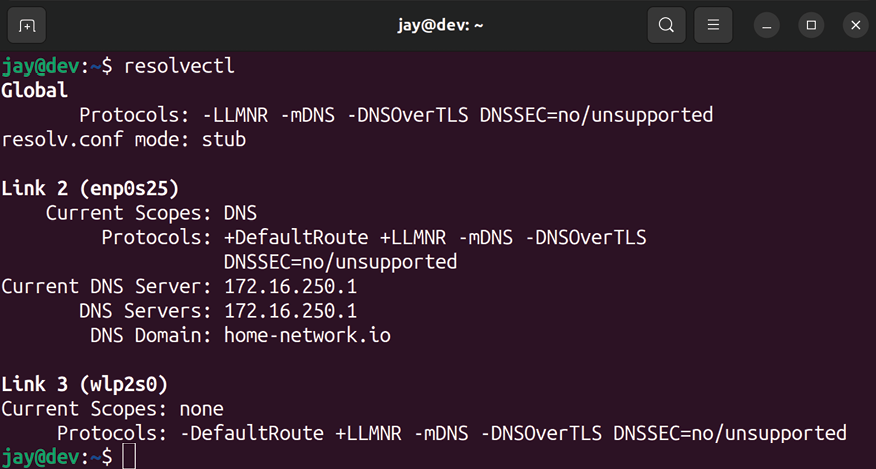 jay@dev: ~
jay@dev:~$ resolvectl
Global
Protocols: -LLMNR -mDNS -DNSOverTLS DNSSEC=no/unsupported
resolv.conf mode: stub
Link 2 (enp0s25)
Current Scopes: DNS
Protocols: +DefaultRoute +LLMNR -mDNS -DNSOverTLS
DNSSEC=no/unsupported
Current DNS Server: 172.16.250.1
DNS Servers: 172.16.250.1
DNS Domain: home-network.io
Link 3 (wlp2s0)
Current Scopes: none
Protocols: -DefaultRoute +LLMNR -mDNS -DNSOverTLS DNSSEC=no/unsupported
jay@dev:~$